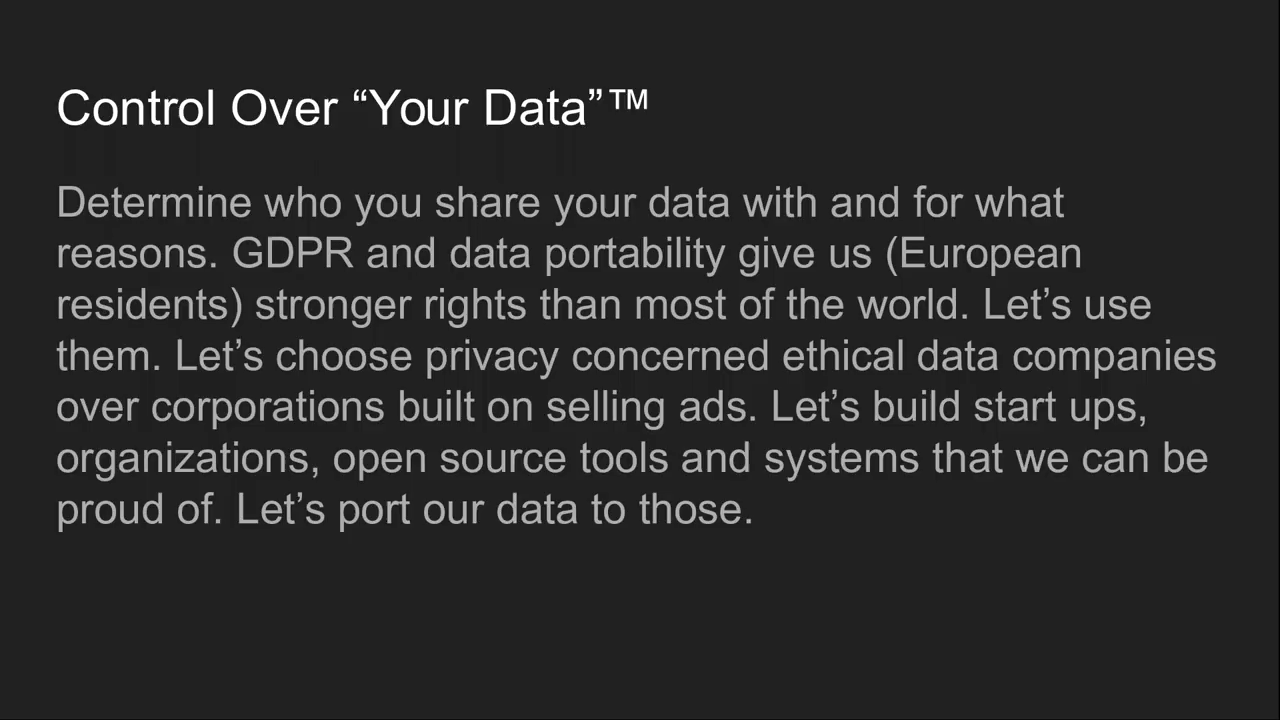 Control Over “Your Data”™
Determine who you share your data with and for what
reasons. GDPR and data portability give us (European
residents) stronger rights than most of the world. Let’s use
them. Let’s choose privacy concerned ethical data companies
over corporations built on selling ads. Let’s build start ups,
organizations, open source tools and systems that we can be
proud of. Let’s port our data to those.